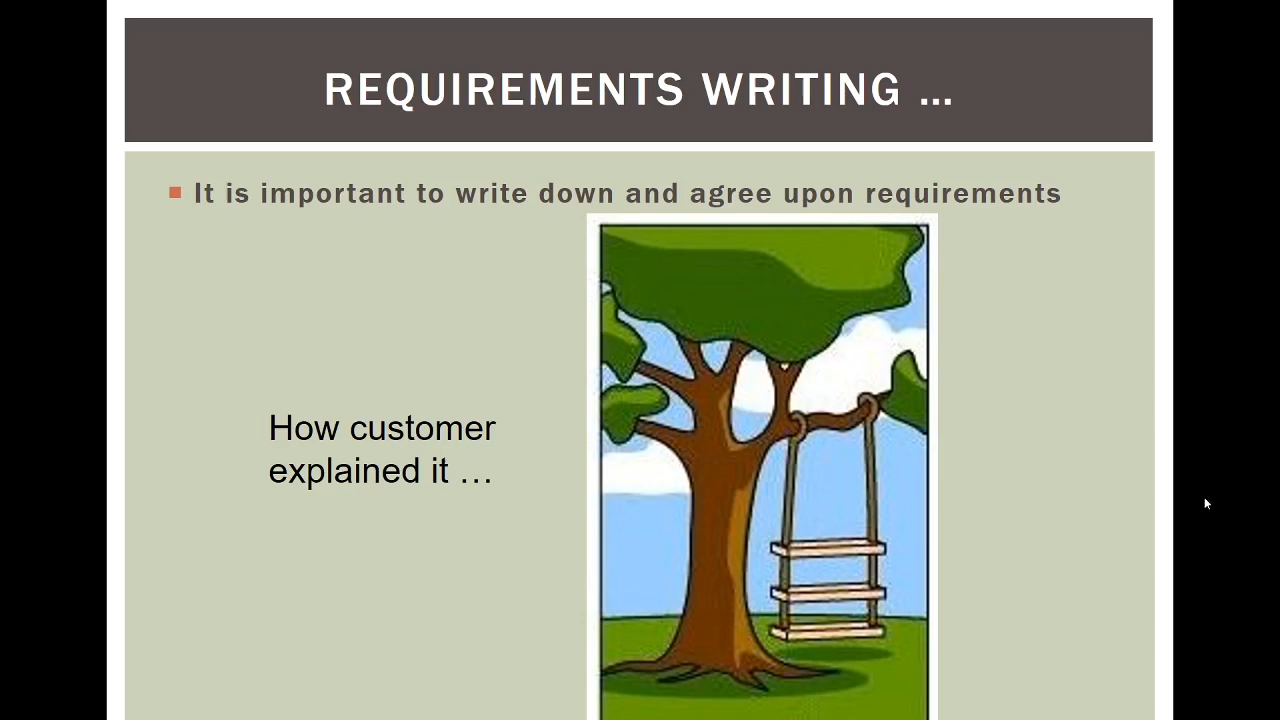 REQUIREMENTS WRITING …
It is important to write down and agree upon requirements
How customer
explained it …